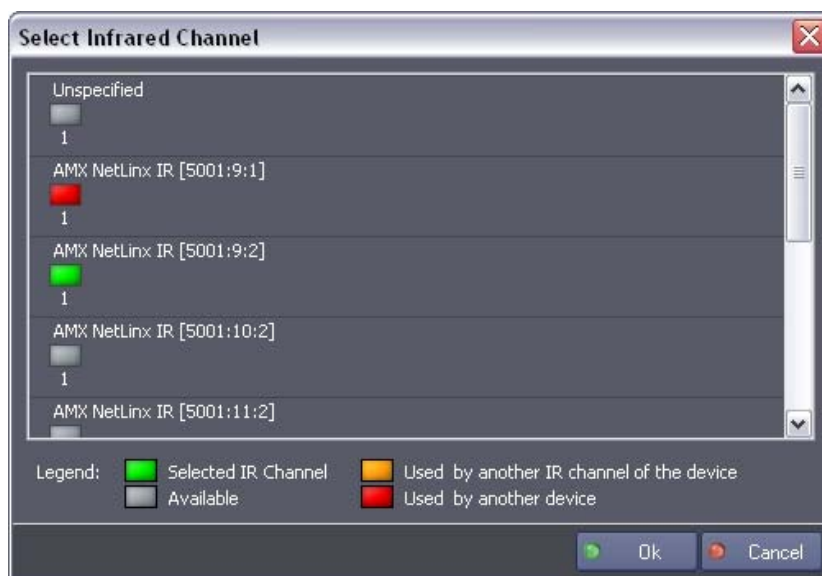 Select Infrared Channel
Unspecified
1
AMX NetLinx IR [5001:9:1]
1
AMX NetLinx IR [5001:9:2]
1
AMX NetLinx IR [5001:10:2]
1
AMX NetLinx IR [5001:11:2]
Legend: Selected IR Channel Used by another IR channel of the device
Available Used by another device
Ok Cancel